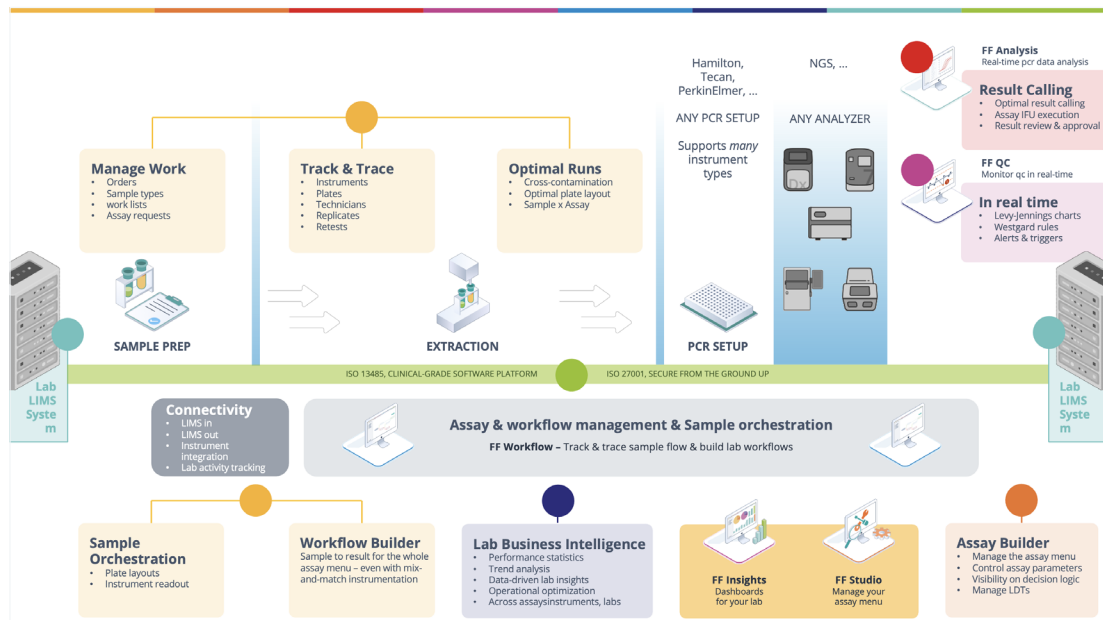 Hamilton,
Tecan,
PerkinElmer, ...
ANY PCR SETUP
Supports many
instrument
types
NGS, ...
ANY ANALYZER
Dx
7
FF Analysis
Real-time pcr data analysis
Result Calling
• Optimal result calling
• Assay IFU execution
• Result review & approval
FF QC
Monitor qc in real-time
In real time
• Levy-Jennings charts
• Westgard rules
• Alerts & triggers
Manage Work
• Orders
• Sample types
• work lists
• Assay requests
Track & Trace
• Instruments
• Plates
• Technicians
• Replicates
• Retests
Optimal Runs
• Cross-contamination
• Optimal plate layout
• Sample x Assay
SAMPLE PREP
EXTRACTION
PCR SETUP
Lab
LIMS
Syste
m
ISO 13485, CLINICAL-GRADE SOFTWARE PLATFORM
ISO 27001, SECURE FROM THE GROUND UP
Lab
LIMS
Syste
m
Connectivity
• LIMS in
• LIMS out
• Instrument
integration
• Lab activity tracking
Assay & workflow management & Sample orchestration
FF Workflow – Track & trace sample flow & build lab workflows
Sample
Orchestration
• Plate layouts
• Instrument readout
Workflow Builder
Sample to result for the whole
assay menu – even with mix-
and-match instrumentation
Lab Business Intelligence
• Performance statistics
• Trend analysis
• Data-driven lab insights
• Operational optimization
• Across assaysinstruments, labs
FF Insights
Dashboards
for your lab
FF Studio
Manage your
assay menu
Assay Builder
• Manage the assay menu
• Control assay parameters
• Visibility on decision logic
• Manage LDTs